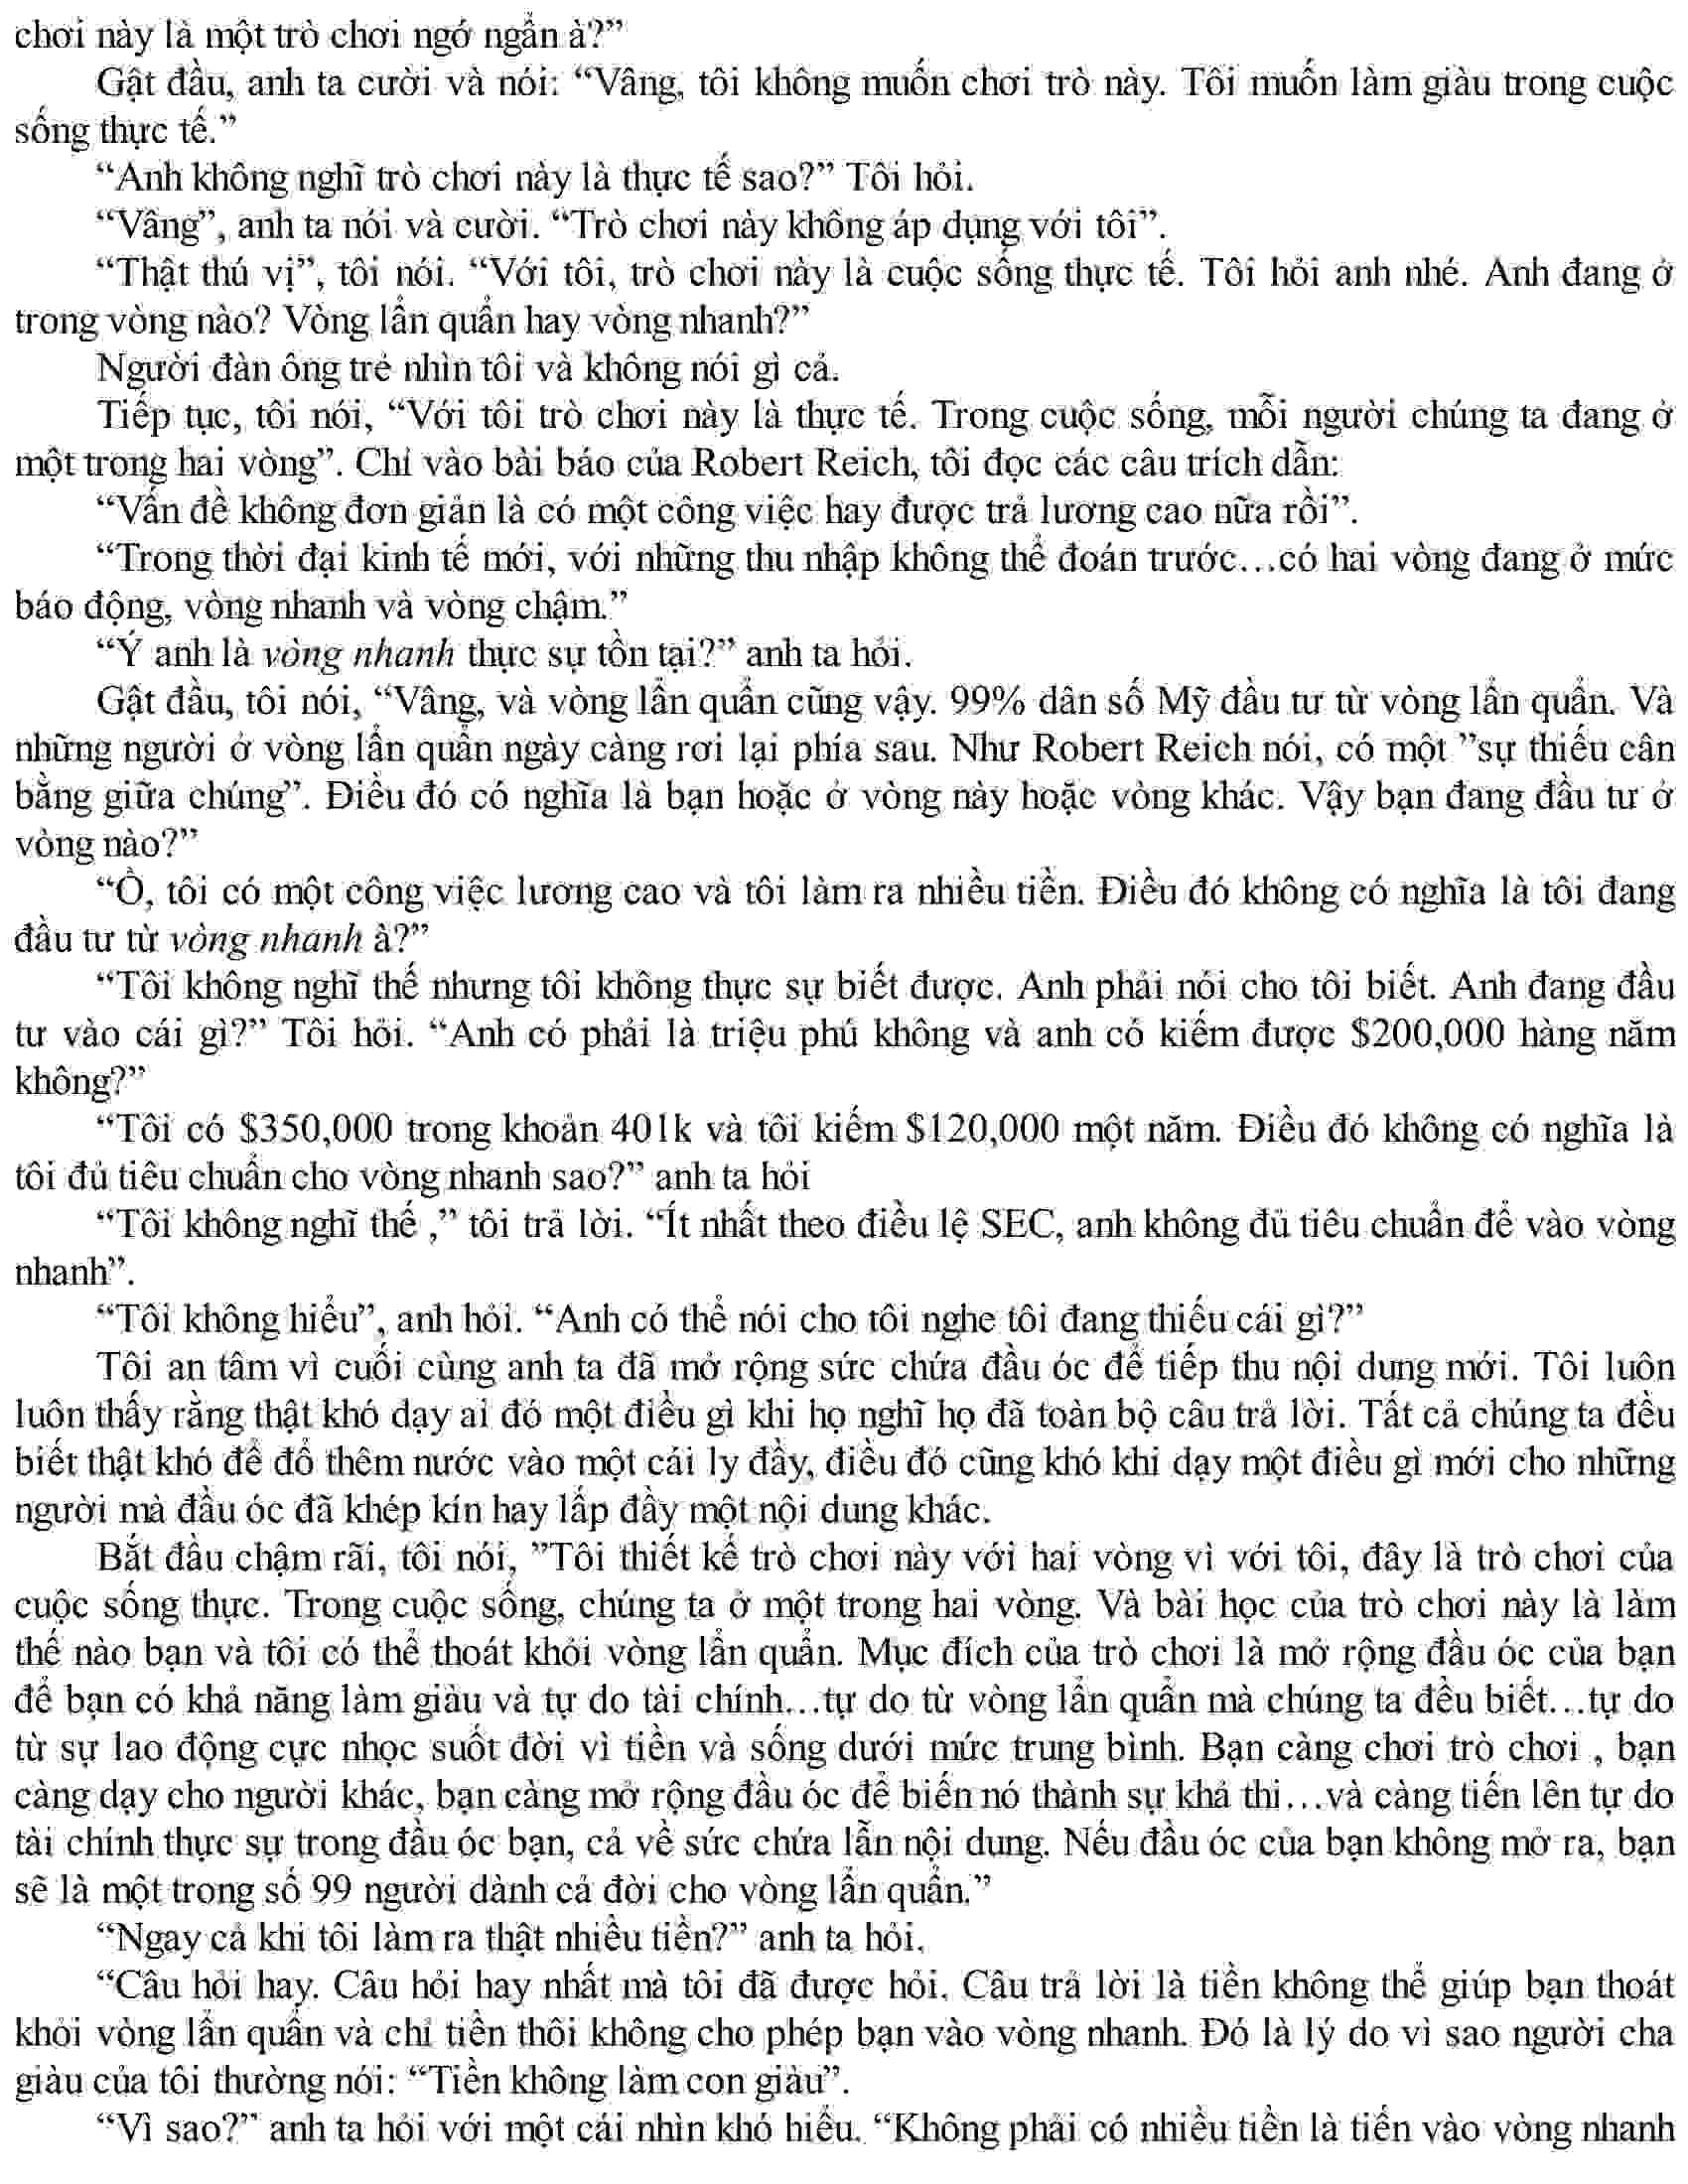 chơi này là một trò chơi ngớ ngẩn à?”
Gật đầu, anh ta cười và nói: “Vâng, tôi không muốn chơi trò này. Tôi muốn làm giàu trong cuộc
sống thực tế.”
“Anh không nghĩ trò chơi này là thực tế sao?” Tôi hỏi.
“Vâng”, anh ta nói và cười. “Trò chơi này không áp dụng với tôi”.
“Thật thú vị”, tôi nói. “Với tôi, trò chơi này là cuộc sống thực tế. Tôi hỏi anh nhé. Anh đang ở
trong vòng nào? Vòng lẩn quẩn hay vòng nhanh?”
Người đàn ông trẻ nhìn tôi và không nói gì cả.
Tiếp tục, tôi nói, “Với tôi trò chơi này là thực tế. Trong cuộc sống, mỗi người chúng ta đang ở
một trong hai vòng”. Chỉ vào bài báo của Robert Reich, tôi đọc các câu trích dẫn:
“Vấn đề không đơn giản là có một công việc hay được trả lương cao nữa rồi”.
“Trong thời đại kinh tế mới, với những thu nhập không thể đoán trước…có hai vòng đang ở mức
báo động, vòng nhanh và vòng chậm.”
“Ý anh là vòng nhanh thực sự tồn tại?” anh ta hỏi.
Gật đầu, tôi nói, “Vâng, và vòng lẩn quẩn cũng vậy. 99% dân số Mỹ đầu tư từ vòng lẩn quẩn. Và
những người ở vòng lẩn quẩn ngày càng rơi lại phía sau. Như Robert Reich nói, có một ”sự thiếu cân
bằng giữa chúng”. Điều đó có nghĩa là bạn hoặc ở vòng này hoặc vòng khác. Vậy bạn đang đầu tư ở
vòng nào?”
“Ồ, tôi có một công việc lương cao và tôi làm ra nhiều tiền. Điều đó không có nghĩa là tôi đang
đầu tư từ vòng nhanh à?”
“Tôi không nghĩ thế nhưng tôi không thực sự biết được. Anh phải nói cho tôi biết. Anh đang đầu
tư vào cái gì?” Tôi hỏi. “Anh có phải là triệu phú không và anh có kiếm được $200,000 hàng năm
không?”
“Tôi có $350,000 trong khoản 401k và tôi kiếm $120,000 một năm. Điều đó không có nghĩa là
tôi đủ tiêu chuẩn cho vòng nhanh sao?” anh ta hỏi
“Tôi không nghĩ thế ,” tôi trả lời. “Ít nhất theo điều lệ SEC, anh không đủ tiêu chuẩn để vào vòng
nhanh”.
“Tôi không hiểu”, anh hỏi. “Anh có thể nói cho tôi nghe tôi đang thiếu cái gì?”
Tôi an tâm vì cuối cùng anh ta đã mở rộng sức chứa đầu óc để tiếp thu nội dung mới. Tôi luôn
luôn thấy rằng thật khó dạy ai đó một điều gì khi họ nghĩ họ đã toàn bộ câu trả lời. Tất cả chúng ta đều
biết thật khó để đổ thêm nước vào một cái ly đầy, điều đó cũng khó khi dạy một điều gì mới cho những
người mà đầu óc đã khép kín hay lấp đầy một nội dung khác.
Bắt đầu chậm rãi, tôi nói, ”Tôi thiết kế trò chơi này với hai vòng vì với tôi, đây là trò chơi của
cuộc sống thực. Trong cuộc sống, chúng ta ở một trong hai vòng. Và bài học của trò chơi này là làm
thế nào bạn và tôi có thể thoát khỏi vòng lẩn quẩn. Mục đích của trò chơi là mở rộng đầu óc của bạn
để bạn có khả năng làm giàu và tự do tài chính…tự do từ vòng lẩn quẩn mà chúng ta đều biết…tự do
từ sự lao động cực nhọc suốt đời vì tiền và sống dưới mức trung bình. Bạn càng chơi trò chơi , bạn
càng dạy cho người khác, bạn càng mở rộng đầu óc để biến nó thành sự khả thi…và càng tiến lên tự do
tài chính thực sự trong đầu óc bạn, cả về sức chứa lẫn nội dung. Nếu đầu óc của bạn không mở ra, bạn
sẽ là một trong số 99 người dành cả đời cho vòng lẩn quẩn.”
“Ngay cả khi tôi làm ra thật nhiều tiền?” anh ta hỏi.
“Câu hỏi hay. Câu hỏi hay nhất mà tôi đã được hỏi. Câu trả lời là tiền không thể giúp bạn thoát
khỏi vòng lẩn quẩn và chỉ tiền thôi không cho phép bạn vào vòng nhanh. Đó là lý do vì sao người cha
giàu của tôi thường nói: “Tiền không làm con giàu”.
“Vì sao?” anh ta hỏi với một cái nhìn khó hiểu. “Không phải có nhiều tiền là tiến vào vòng nhanh